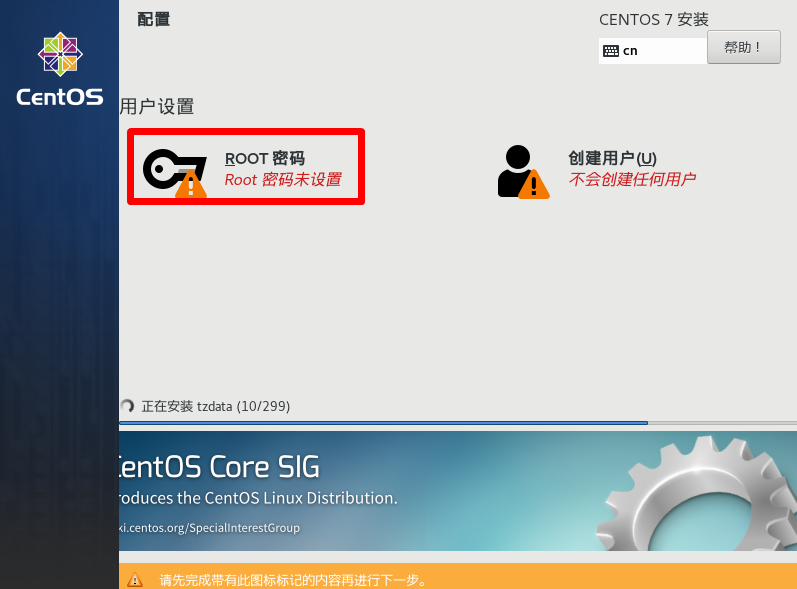 配置
CENTOS 7 安装
cn
帮助！
CentOS
用户设置
ROOT 密码
Root 密码未设置
创建用户(U)
不会创建任何用户
正在安装 tzdata (10/299)
CentOS Core SIG
roduces the CentOS Linux Distribution.
ki.centos.org/SpecialInterestGroup
请先完成带有此图标标记的内容再进行下一步。